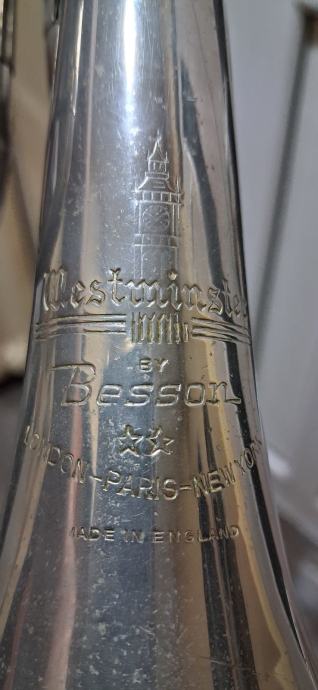 Westminster
BY
Besson
LONDON-PARIS-NEW YORK
MADE IN ENGLAND